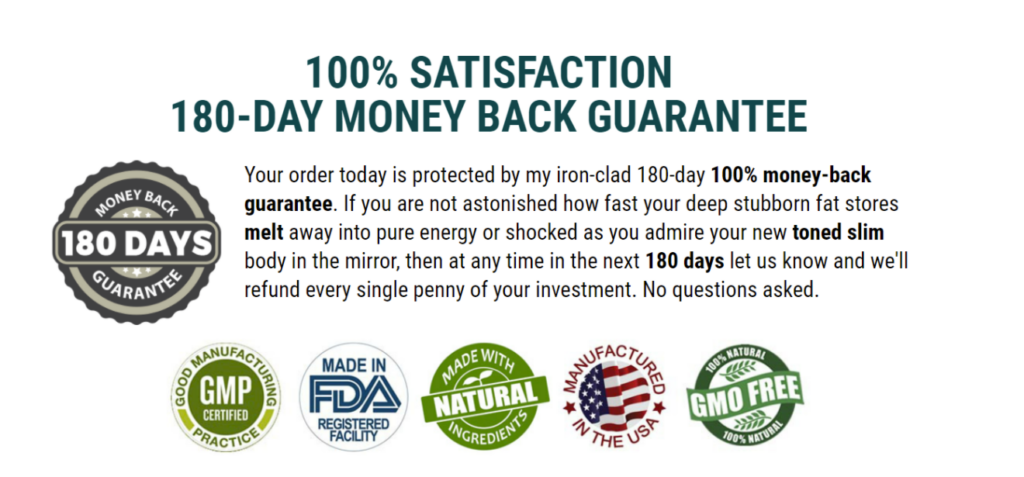 100% SATISFACTION
180-DAY MONEY BACK GUARANTEE
Your order today is protected by my iron-clad 180-day 100% money-back
guarantee. If you are not astonished how fast your deep stubborn fat stores
melt away into pure energy or shocked as you admire your new toned slim
body in the mirror, then at any time in the next 180 days let us know and we'll
refund every single penny of your investment. No questions asked.
MONEY BACK
180 DAYS
GUARANTEE
GOOD MANUFACTURING
GMP
CERTIFIED
PRACTICE
MADE IN
FDA
REGISTERED
FACILITY
MADE WITH
NATURAL
INGREDIENTS
MANUFACTURED
IN THE USA
100% NATURAL
GMO FREE
100% NATURAL